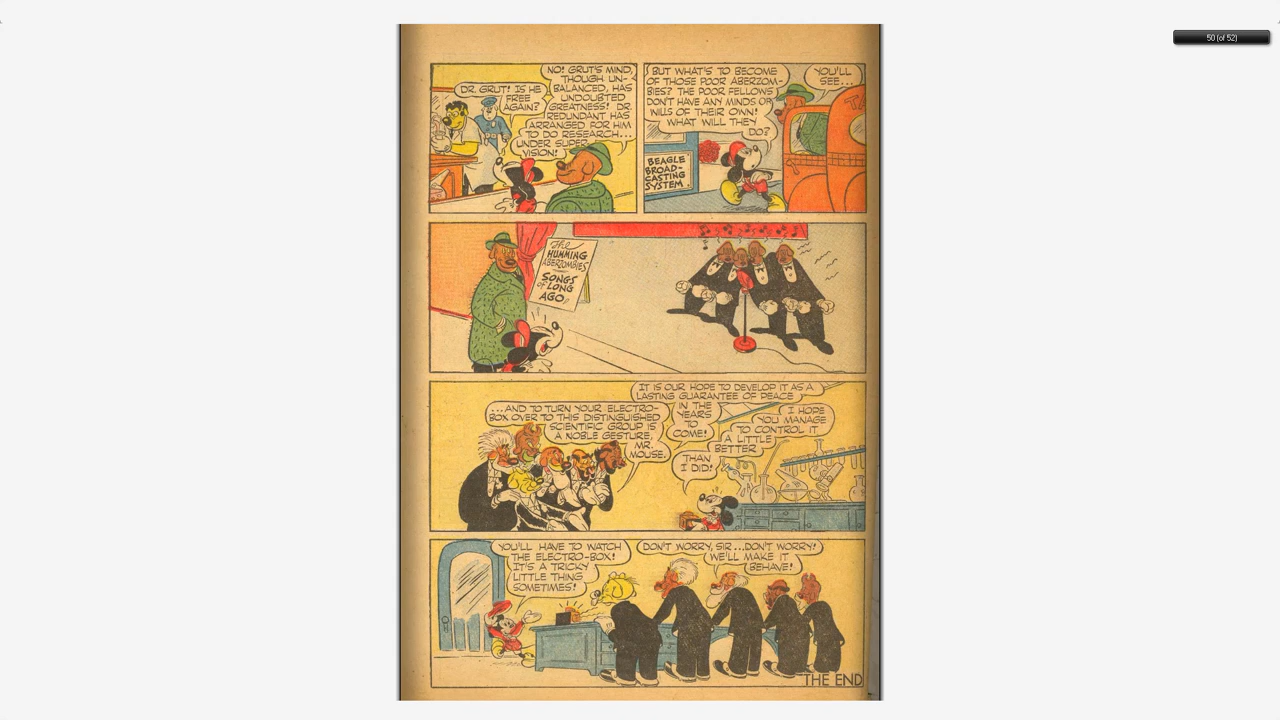 50 (of 52)
DR. GRUT! IS HE
FREE
AGAIN?
NO! GRUT'S MIND,
THOUGH UN-
BALANCED, HAS
UNDOUBTED
GREATNESS! DR.
REDUNDANT HAS
ARRANGED FOR HIM
TO DO RESEARCH...
UNDER SUPER-
VISION!
BUT WHAT'S TO BECOME
OF THOSE POOR ABERZOM-
BIES? THE POOR FELLOWS
DON'T HAVE ANY MINDS OR
WILLS OF THEIR OWN!
WHAT WILL THEY
DO?
YOU'LL
SEE...
TA
BEAGLE
BROAD-
CASTING
SYSTEM
The
HUMMING
ABERZOMBIES
SONGS
OF LONG
AGO
...AND TO TURN YOUR ELECTRO-
BOX OVER TO THIS DISTINGUISHED
SCIENTIFIC GROUP IS
A NOBLE GESTURE,
MR.
MOUSE.
IT IS OUR HOPE TO DEVELOP IT AS A
LASTING GUARANTEE OF PEACE
IN THE
YEARS
TO
COME!
I HOPE
YOU MANAGE
TO CONTROL IT
A LITTLE
BETTER
THAN
I DID!
YOU'LL HAVE TO WATCH
THE ELECTRO-BOX!
IT'S A TRICKY
LITTLE THING
SOMETIMES!
DON'T WORRY, SIR...DON'T WORRY!
WE'LL MAKE IT
BEHAVE!
THE END